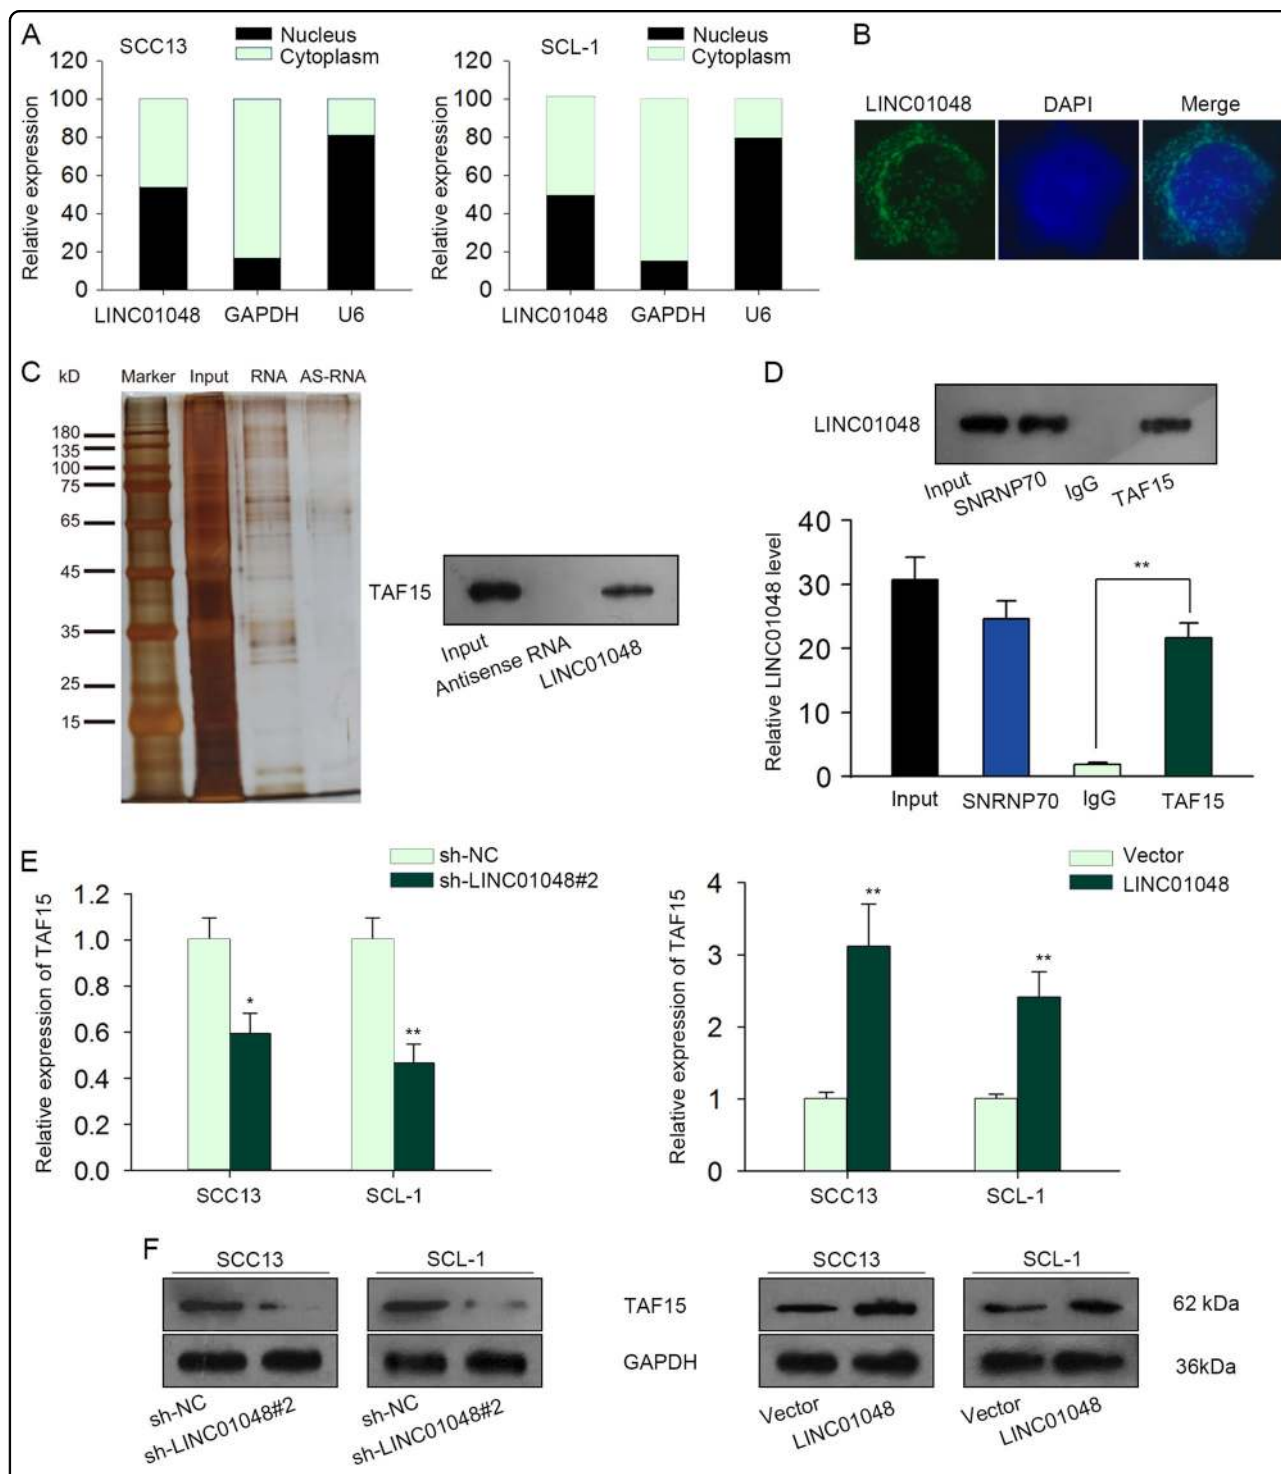 A
SCC13
Nucleus
Cytoplasm
Relative expression
120
100
80
60
40
20
0
LINC01048
GAPDH
U6
SCL-1
Nucleus
Cytoplasm
Relative expression
120
100
80
60
40
20
0
LINC01048
GAPDH
U6
B
LINC01048
DAPI
Merge
C
kD
Marker
Input
RNA
AS-RNA
180
135
100
75
65
45
35
25
15
TAF15
Input
Antisense RNA
LINC01048
D
LINC01048
Input
SNRNP70
IgG
TAF15
Relative LINC01048 level
40
30
20
10
0
**
Input
SNRNP70
IgG
TAF15
E
sh-NC
sh-LINC01048#2
Relative expression of TAF15
1.2
1.0
0.8
0.6
0.4
0.2
0.0
*
**
SCC13
SCL-1
Vector
LINC01048
Relative expression of TAF15
4
3
2
1
0
**
**
SCC13
SCL-1
F
SCC13
SCL-1
SCC13
SCL-1
TAF15
62 kDa
GAPDH
36kDa
sh-NC
sh-LINC01048#2
sh-NC
sh-LINC01048#2
Vector
LINC01048
Vector
LINC01048